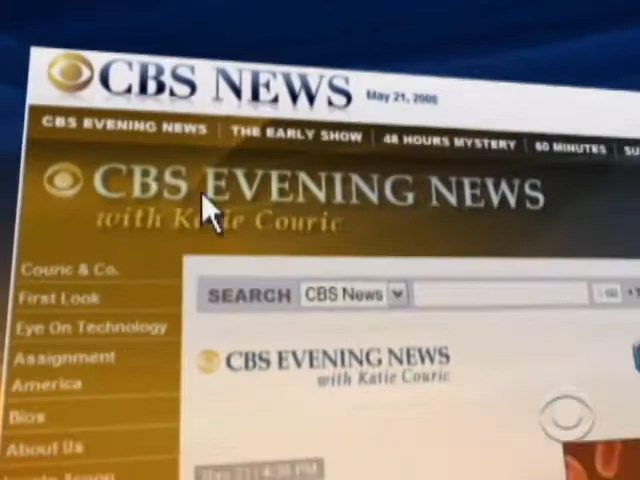 CBS NEWS May 21, 2008
CBS EVENING NEWS THE EARLY SHOW 48 HOURS MYSTERY 60 MINUTES SU
CBS EVENING NEWS
with Katie Couric
Couric & Co.
First Look
Eye On Technology
Assignment
America
Bios
About Us
SEARCH CBS News
CBS EVENING NEWS
with Katie Couric